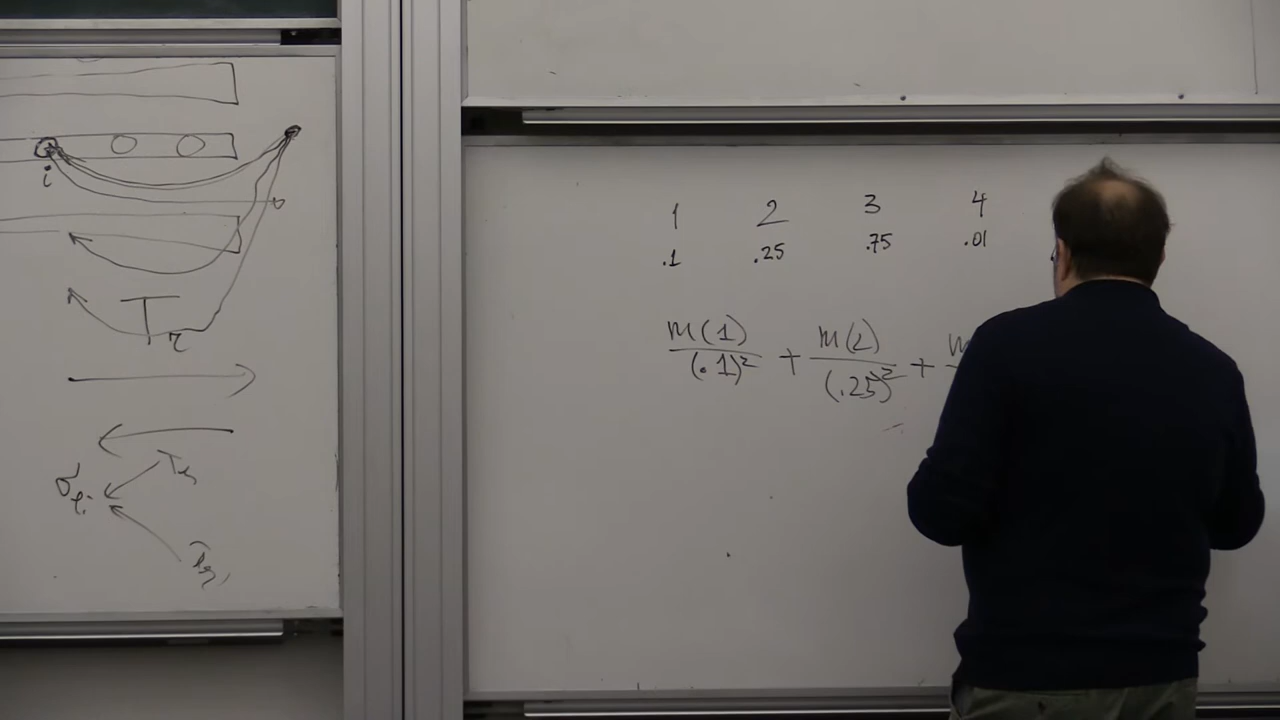 i
T
r
1 2 3 4
.1 .25 .75 .01
m(1) + m(2) + m
(.1)² (.25)²